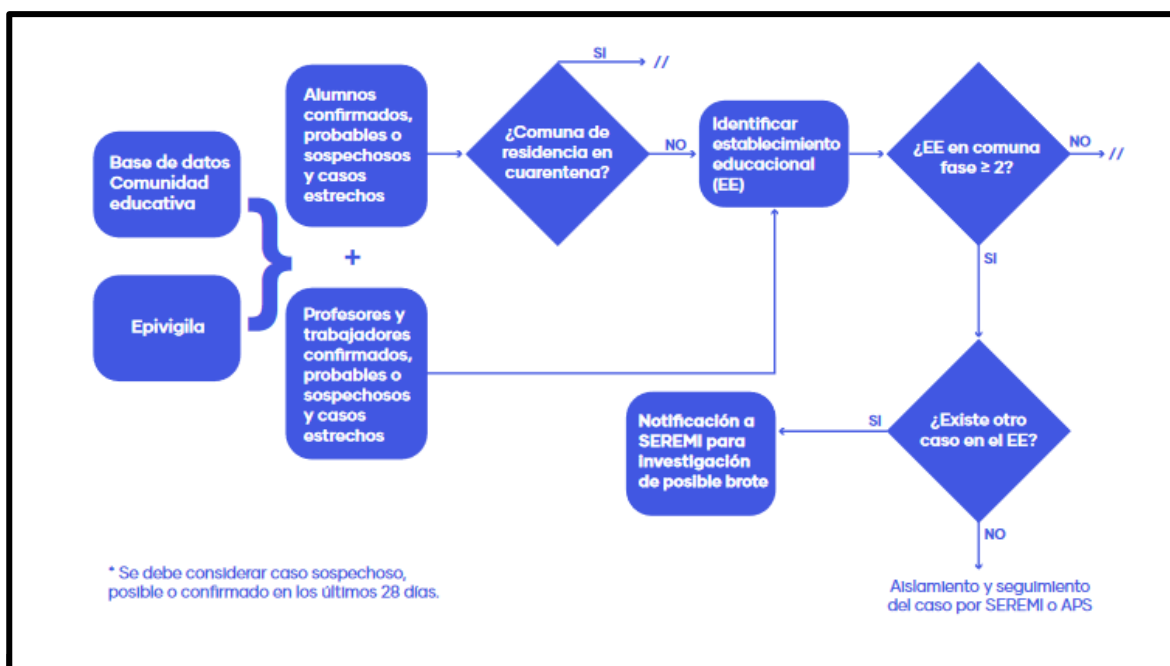 Base de datos
Comunidad
educativa
Epivigila
}
Alumnos
confirmados,
probables o
sospechosos
y casos
estrechos
+
Profesores y
trabajadores
confirmados,
probables o
sospechosos
y casos
estrechos
¿Comuna de
residencia en
cuarentena?
SI
//
NO
Identificar
establecimiento
educacional
(EE)
¿EE en comuna
fase ≥ 2?
NO
//
SI
¿Existe otro
caso en el EE?
SI
Notificación a
SEREMI para
investigación
de posible brote
NO
Aislamiento y seguimiento
del caso por SEREMI o APS
* Se debe considerar caso sospechoso,
posible o confirmado en los últimos 28 días.